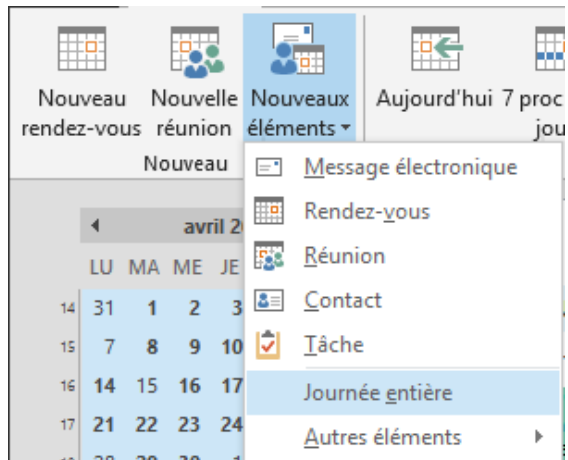 Nouveau rendez-vous
Nouvelle réunion
Nouveaux éléments
Aujourd'hui
7 proc
jou
Nouveau
Message électronique
Rendez-vous
Réunion
Contact
Tâche
Journée entière
Autres éléments
avril 2
LU MA ME JE
14 31 1 2 3
15 7 8 9 10
16 14 15 16 17
17 21 22 23 24